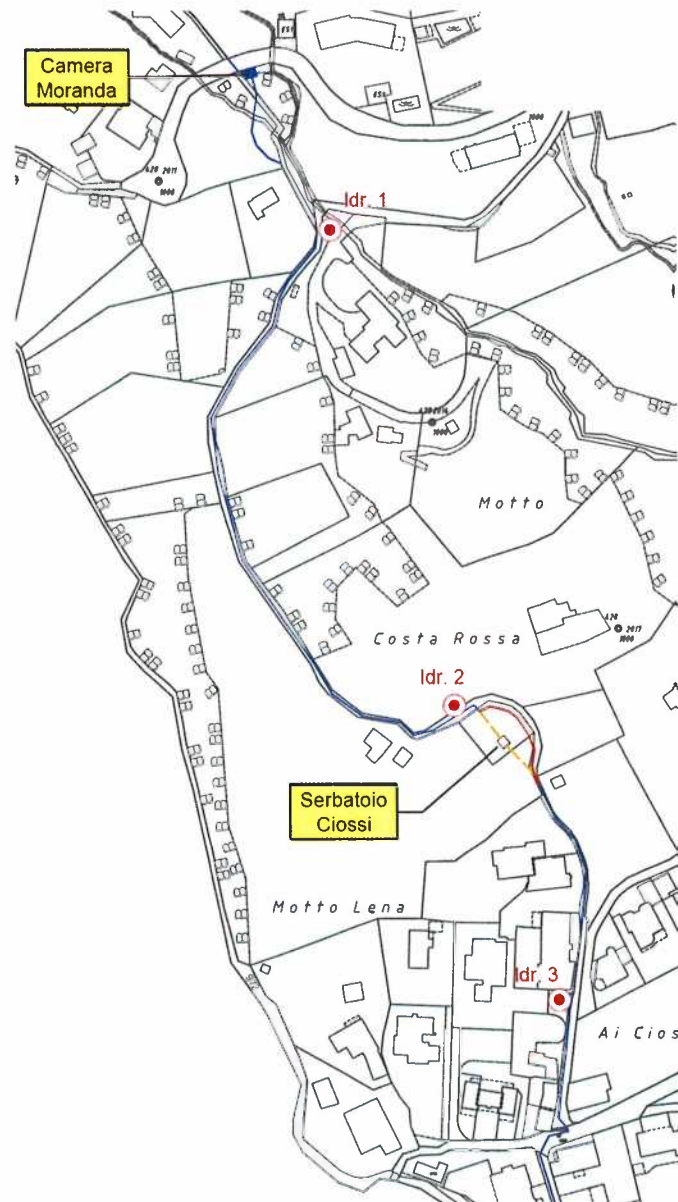 Camera
Moranda
Idr. 1
Motto
Costa Rossa
Idr. 2
Serbatoio
Ciossi
Motto Lena
Idr. 3
Ai Cios